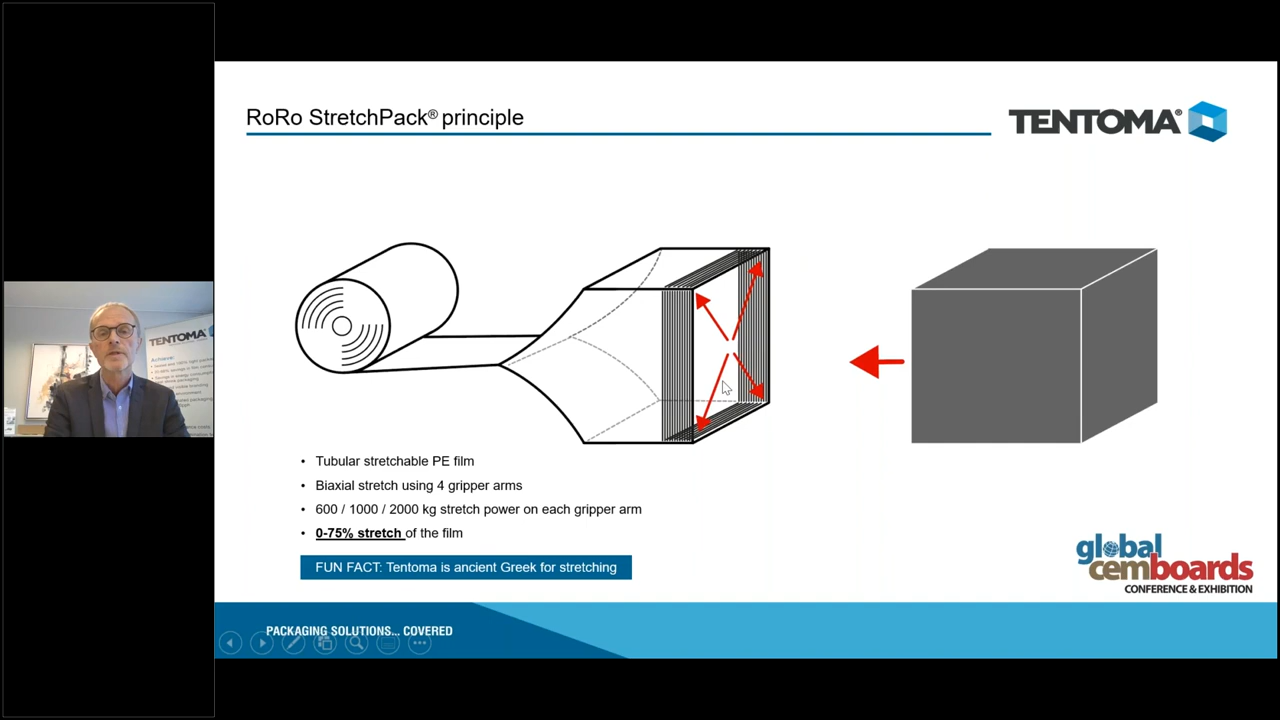 RoRo StretchPack® principle
TENTOMA®
• Tubular stretchable PE film
• Biaxial stretch using 4 gripper arms
• 600 / 1000 / 2000 kg stretch power on each gripper arm
• 0-75% stretch of the film
FUN FACT: Tentoma is ancient Greek for stretching
global
cemboards
CONFERENCE & EXHIBITION
PACKAGING SOLUTIONS... COVERED
TENTOMA
Achieve: